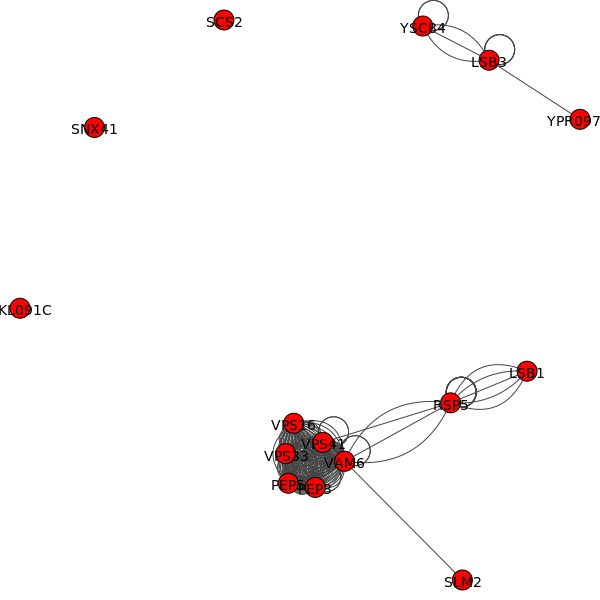 SCS2
YSC84
LSB3
YPR097
SNX41
KL091C
LSB1
RSP5
VPS16
VPS41
VPS33
VAM6
PEP5
PEP3
SLM2